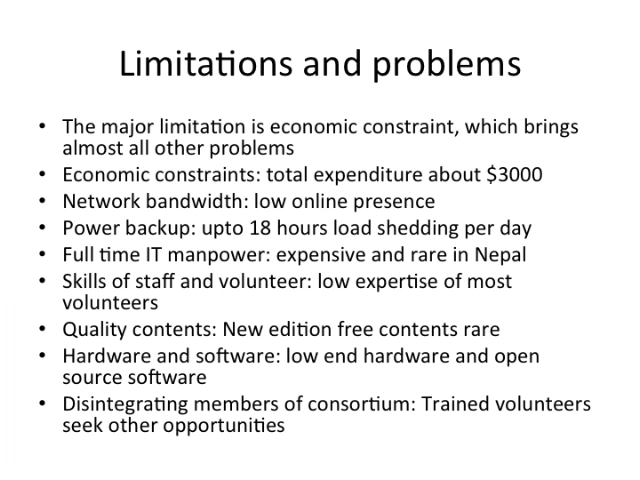 Limitations and problems
• The major limitation is economic constraint, which brings
almost all other problems
• Economic constraints: total expenditure about $3000
• Network bandwidth: low online presence
• Power backup: upto 18 hours load shedding per day
• Full time IT manpower: expensive and rare in Nepal
• Skills of staff and volunteer: low expertise of most
volunteers
• Quality contents: New edition free contents rare
• Hardware and software: low end hardware and open
source software
• Disintegrating members of consortium: Trained volunteers
seek other opportunities